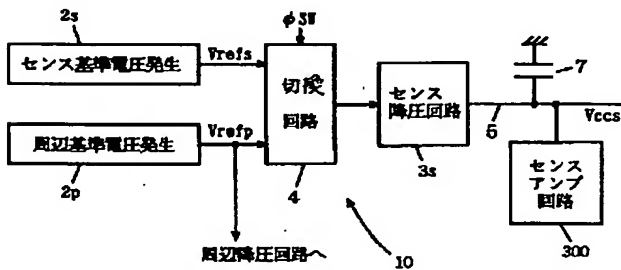 2s
φSW
センス基準電圧発生
Vrefs
切換
回路
センス
降圧回路
7
周辺基準電圧発生
Vrefp
5
Vccs
2p
4
3s
センス
アンプ
回路
周辺降圧回路へ
10
300